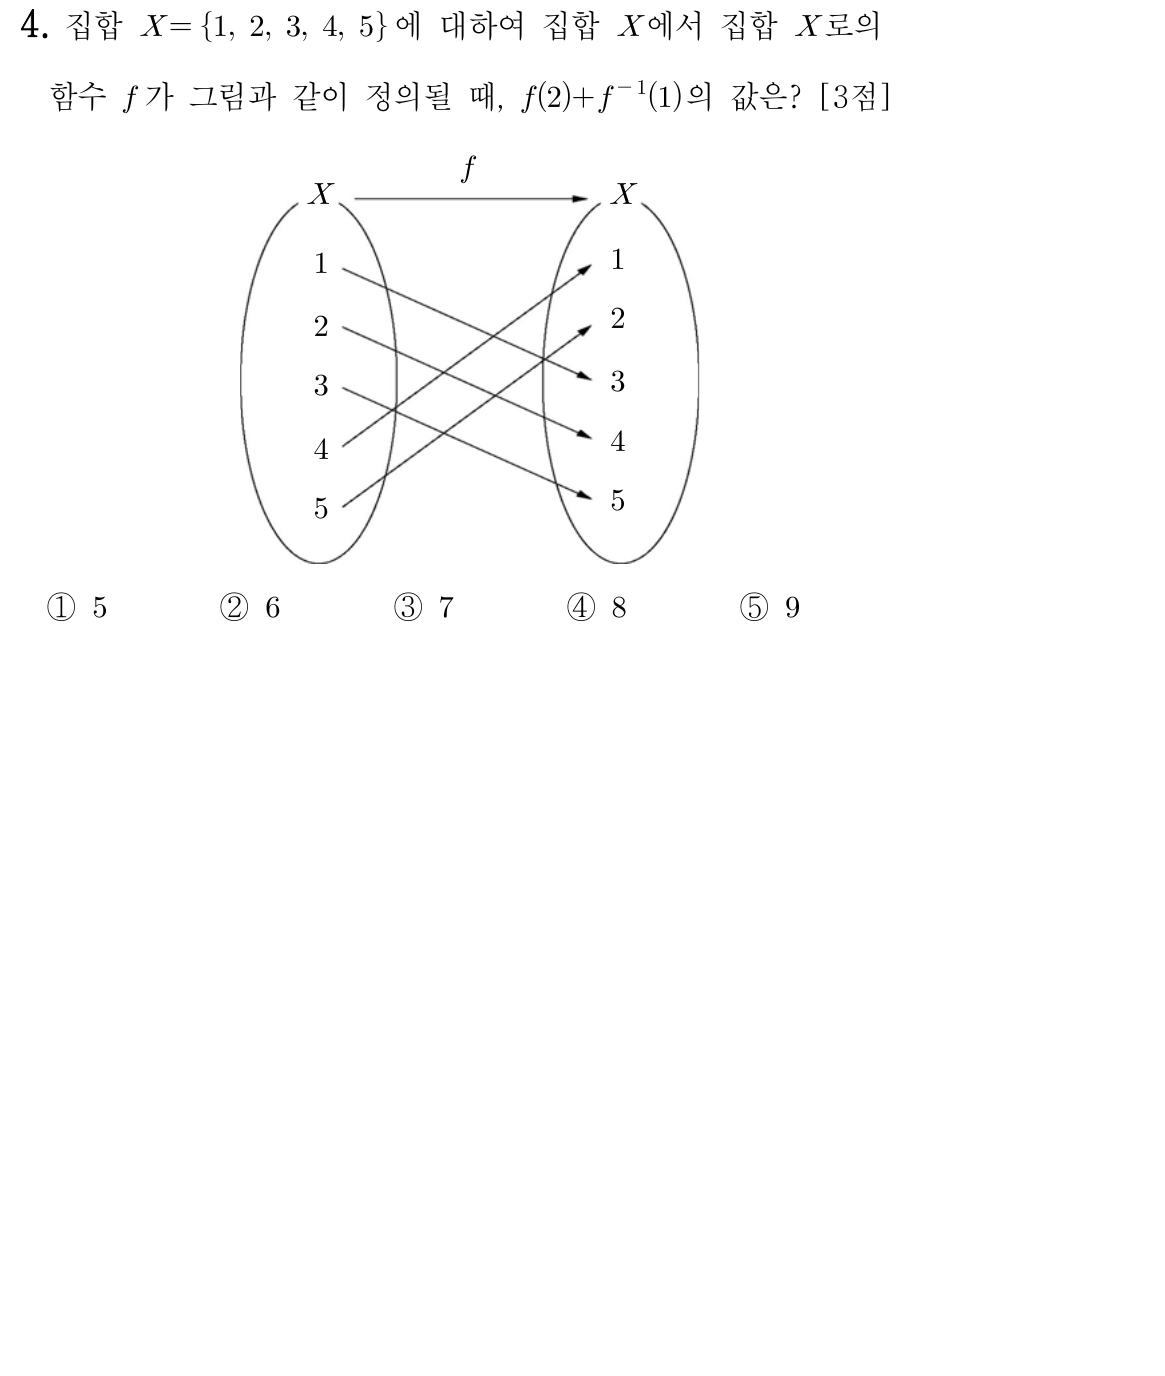 4. 집합 X={1, 2, 3, 4, 5}에 대하여 집합 X에서 집합 X로의
함수 f가 그림과 같이 정의될 때, f(2)+f⁻¹(1)의 값은? [3점]
f
X X
1 1
2 2
3 3
4 4
5 5
① 5 ② 6 ③ 7 ④ 8 ⑤ 9